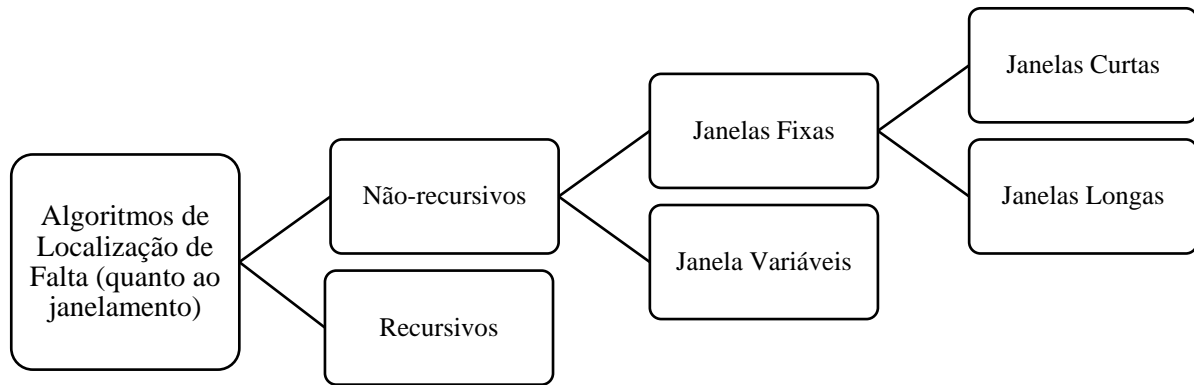 Algoritmos de
Localização de
Falta (quanto ao
janelamento)
Não-recursivos
Recursivos
Janelas Fixas
Janela Variáveis
Janelas Curtas
Janelas Longas